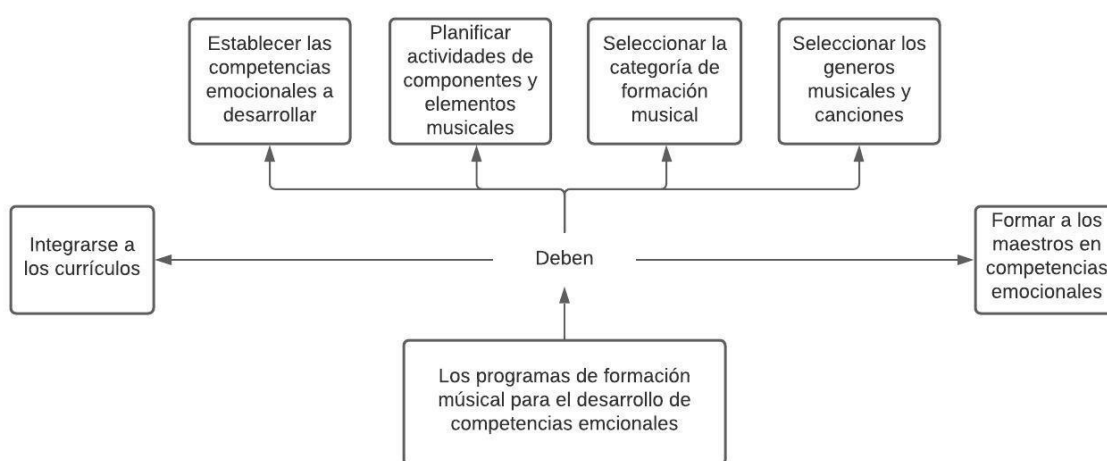 Establecer las
competencias
emocionales a
desarrollar
Planificar
actividades de
componentes y
elementos
musicales
Seleccionar la
categoría de
formación
musical
Seleccionar los
generos
musicales y
canciones
Integrarse a
los currículos
Deben
Formar a los
maestros en
competencias
emocionales
Los programas de formación
músical para el desarrollo de
competencias emcionales